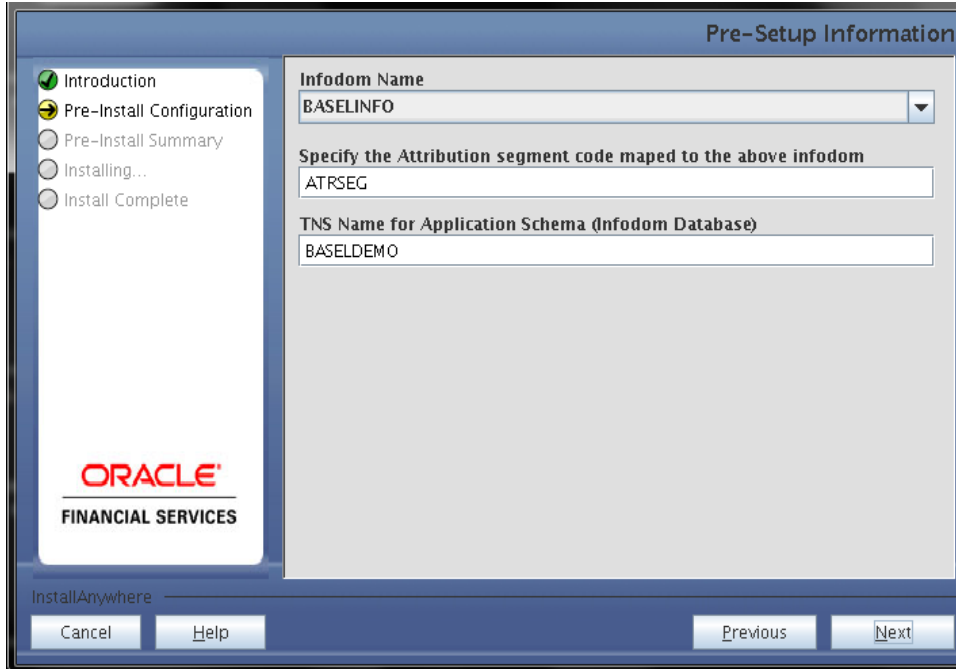 Pre-Setup Information
Introduction
Pre-Install Configuration
Pre-Install Summary
Installing...
Install Complete
ORACLE'
FINANCIAL SERVICES
Infodom Name
BASELINFO
Specify the Attribution segment code maped to the above infodom
ATRSEG
TNS Name for Application Schema (Infodom Database)
BASELDEMO
InstallAnywhere
Cancel
Help
Previous
Next